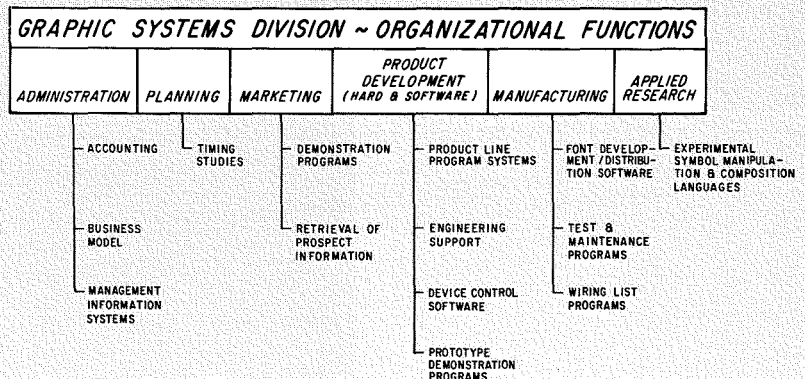 GRAPHIC SYSTEMS DIVISION ~ ORGANIZATIONAL FUNCTIONS
ADMINISTRATION
PLANNING
MARKETING
PRODUCT
DEVELOPMENT
(HARD & SOFTWARE)
MANUFACTURING
APPLIED
RESEARCH
ACCOUNTING
BUSINESS
MODEL
MANAGEMENT
INFORMATION
SYSTEMS
TIMING
STUDIES
DEMONSTRATION
PROGRAMS
RETRIEVAL OF
PROSPECT
INFORMATION
PRODUCT LINE
PROGRAM SYSTEMS
ENGINEERING
SUPPORT
DEVICE CONTROL
SOFTWARE
PROTOTYPE
DEMONSTRATION
PROGRAMS
FONT DEVELOP-
MENT/DISTRIBU-
TION SOFTWARE
TEST &
MAINTENANCE
PROGRAMS
WIRING LIST
PROGRAMS
EXPERIMENTAL
SYMBOL MANIPULA-
TION & COMPOSITION
LANGUAGES